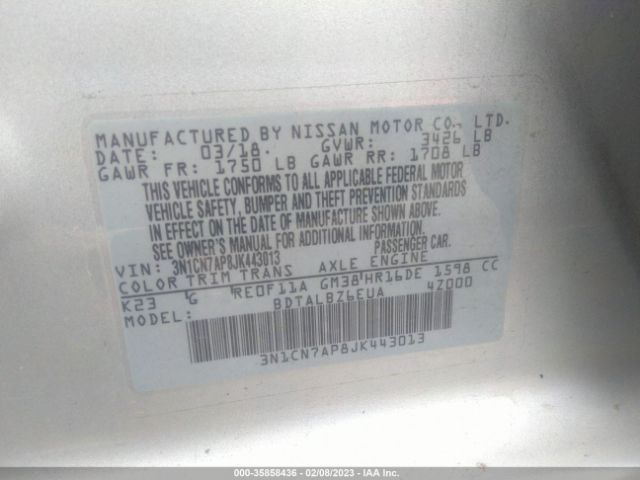 MANUFACTURED BY NISSAN MOTOR CO., LTD.
DATE: 03/18. GVWR: 3426 LB
GAWR FR: 1750 LB GAWR RR: 1708 LB
THIS VEHICLE CONFORMS TO ALL APPLICABLE FEDERAL MOTOR
VEHICLE SAFETY, BUMPER AND THEFT PREVENTION STANDARDS
IN EFFECT ON THE DATE OF MANUFACTURE SHOWN ABOVE.
SEE OWNER'S MANUAL FOR ADDITIONAL INFORMATION.
VIN: 3N1CN7AP8JK443013 PASSENGER CAR.
COLOR TRIM TRANS AXLE ENGINE
K23 G RE0F11A GM38 HR16DE 1598 CC
MODEL: BDTALBZ6EUA 4Z000
3N1CN7AP8JK443013
000-35858436 - 02/08/2023 - IAA Inc.